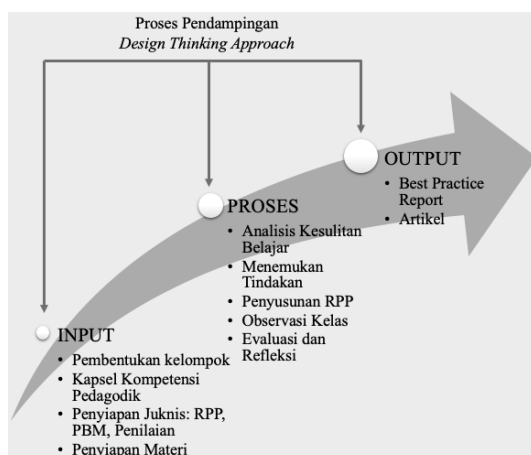 Proses Pendampingan
Design Thinking Approach
OUTPUT
• Best Practice
Report
• Artikel
PROSES
• Analisis Kesulitan
Belajar
• Menemukan
Tindakan
• Penyusunan RPP
• Observasi Kelas
• Evaluasi dan
Refleksi
INPUT
• Pembentukan kelompok
• Kapsel Kompetensi
Pedagodik
• Penyiapan Juknis: RPP,
PBM, Penilaian
• Penyiapan Materi